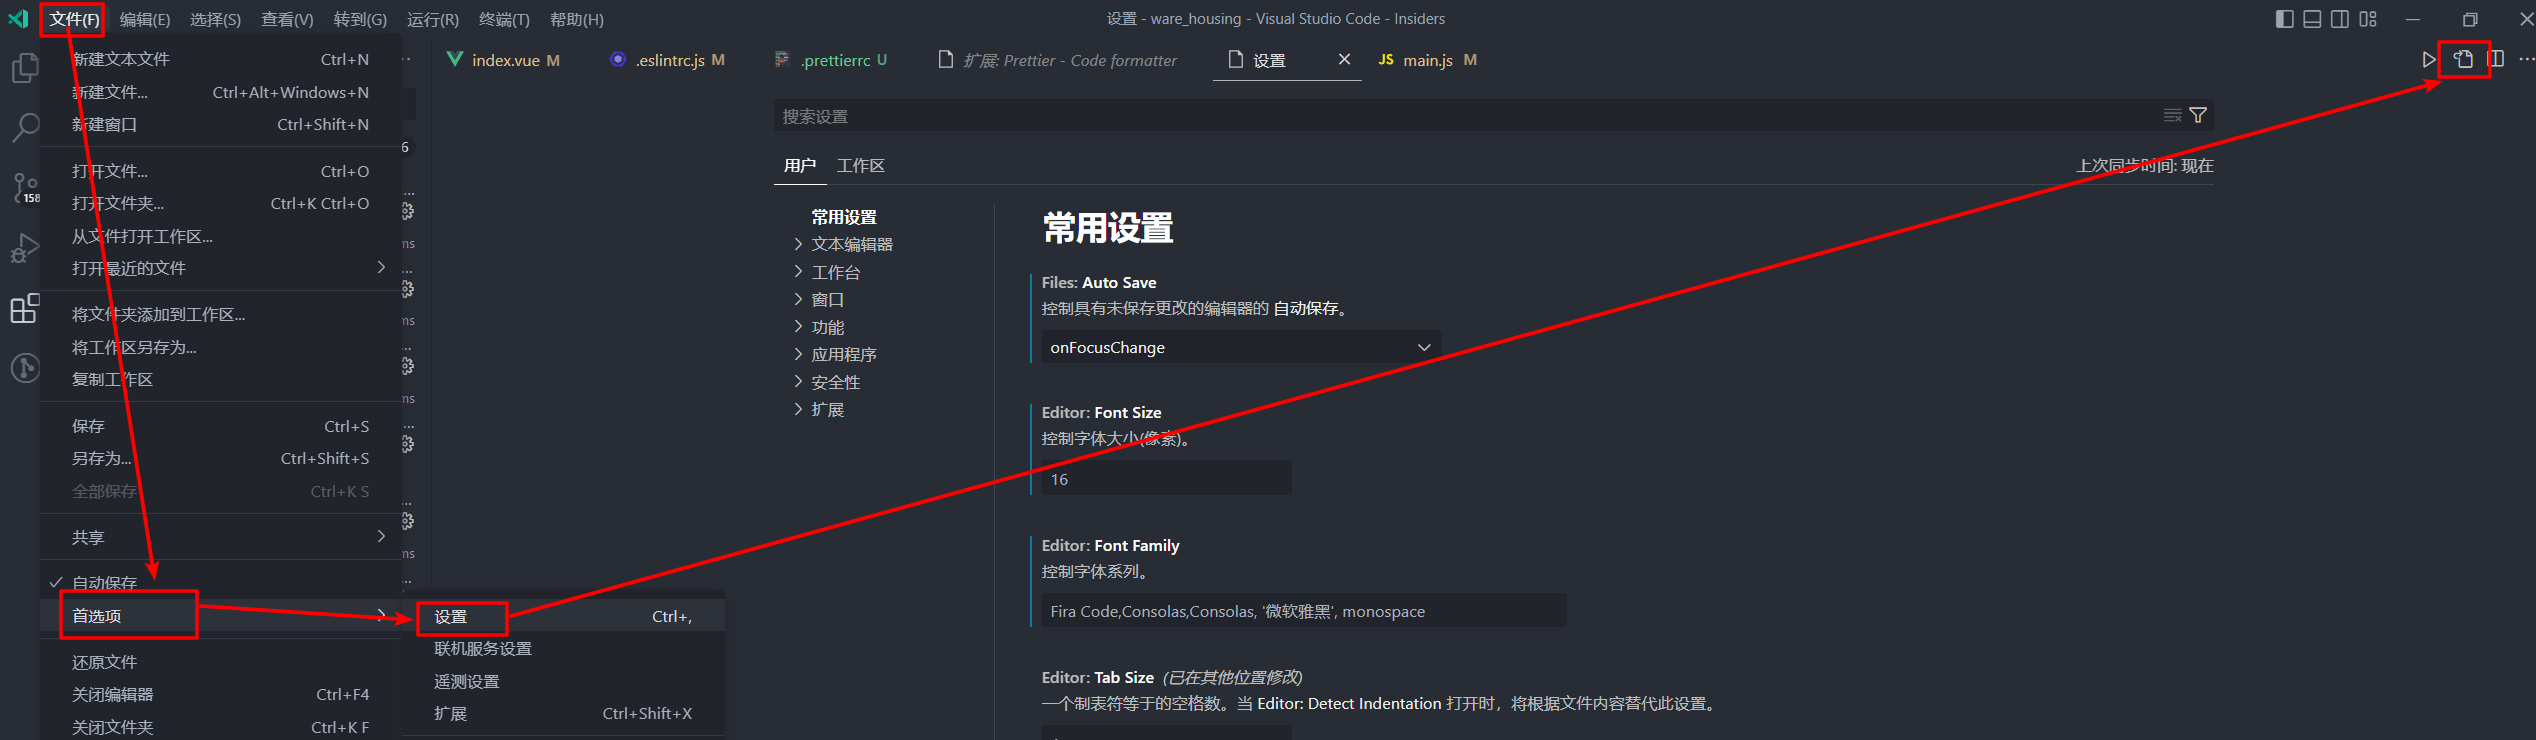 文件(F) 编辑(E) 选择(S) 查看(V) 转到(G) 运行(R) 终端(T) 帮助(H)
设置 - ware_housing - Visual Studio Code - Insiders
index.vue M
.eslintrc.js M
.prettierrc U
扩展: Prettier - Code formatter
设置
JS main.js M
新建文本文件 Ctrl+N
新建文件... Ctrl+Alt+Windows+N
新建窗口 Ctrl+Shift+N
打开文件... Ctrl+O
打开文件夹... Ctrl+K Ctrl+O
从文件打开工作区...
打开最近的文件
将文件夹添加到工作区...
将工作区另存为...
复制工作区
保存 Ctrl+S
另存为... Ctrl+Shift+S
全部保存 Ctrl+K S
共享
自动保存
首选项
还原文件
关闭编辑器 Ctrl+F4
关闭文件夹 Ctrl+K F
设置 Ctrl+,
联机服务设置
遥测设置
扩展 Ctrl+Shift+X
158
6
ms
ms
ms
ms
ms
搜索设置
用户 工作区
上次同步时间: 现在
常用设置
文本编辑器
工作台
窗口
功能
应用程序
安全性
扩展
常用设置
Files: Auto Save
控制具有未保存更改的编辑器的 自动保存。
onFocusChange
Editor: Font Size
控制字体大小(像素)。
16
Editor: Font Family
控制字体系列。
Fira Code,Consolas,Consolas, '微软雅黑', monospace
Editor: Tab Size (已在其他位置修改)
一个制表符等于的空格数。当 Editor: Detect Indentation 打开时，将根据文件内容替代此设置。